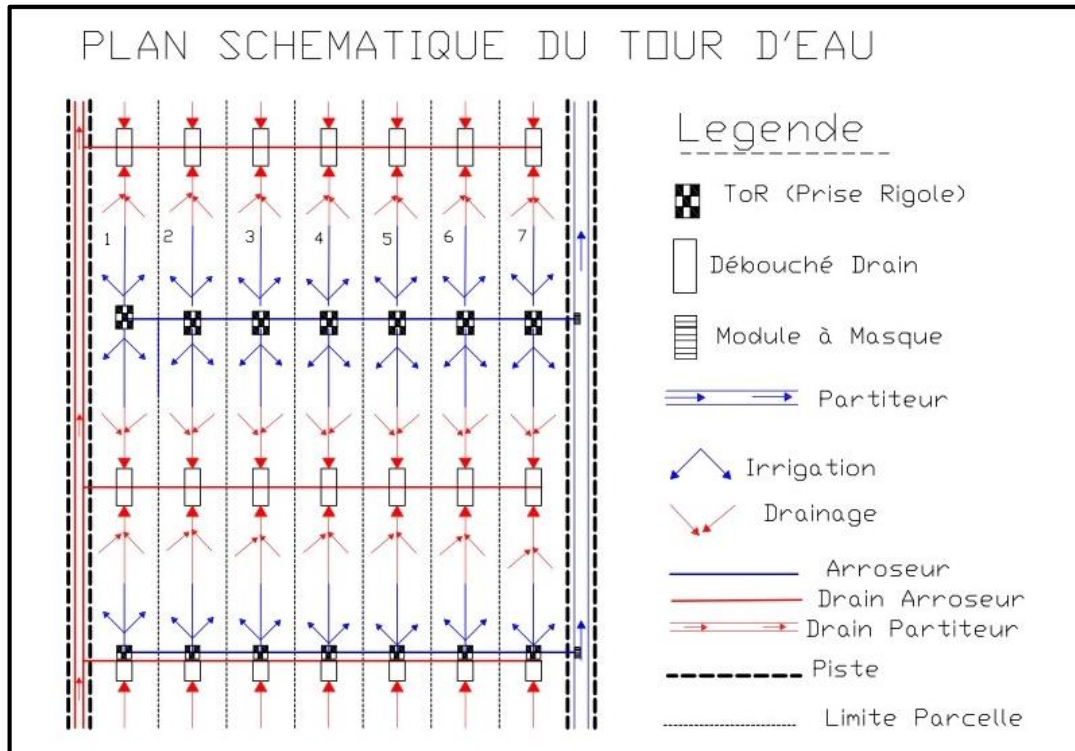 PLAN SCHEMATIQUE DU TOUR D'EAU
1 2 3 4 5 6 7
Legende
ToR (Prise Rigole)
Débouché Drain
Module à Masque
Partiteur
Irrigation
Drainage
Arroseur
Drain Arroseur
Drain Partiteur
Piste
Limite Parcelle